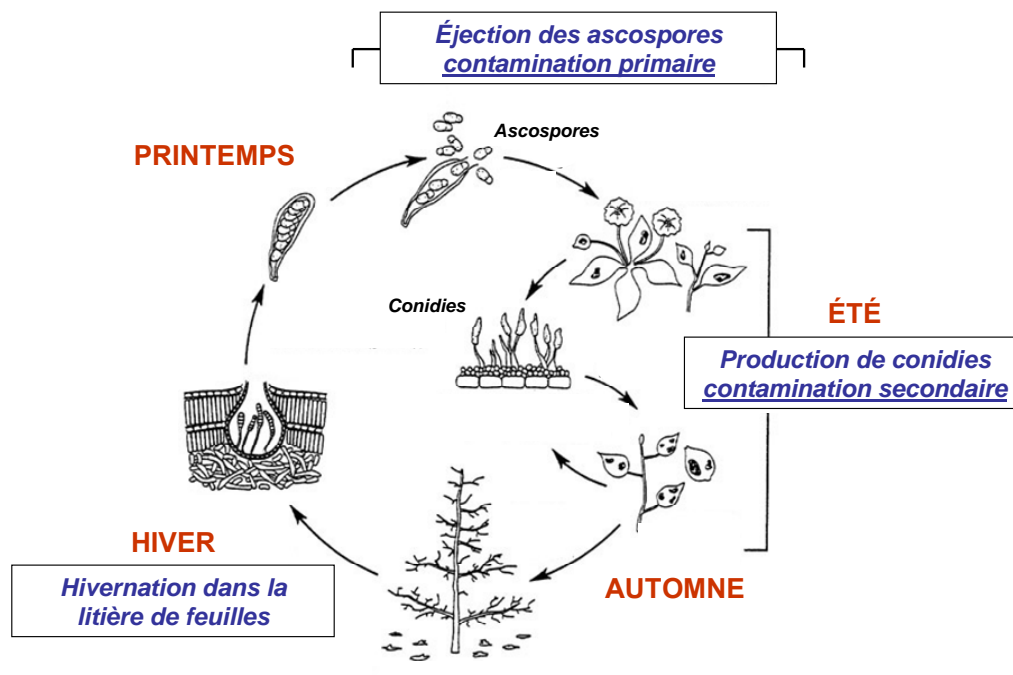 Éjection des ascospores
contamination primaire
Ascospores
PRINTEMPS
Conidies
ÉTÉ
Production de conidies
contamination secondaire
HIVER
Hivernation dans la
litière de feuilles
AUTOMNE